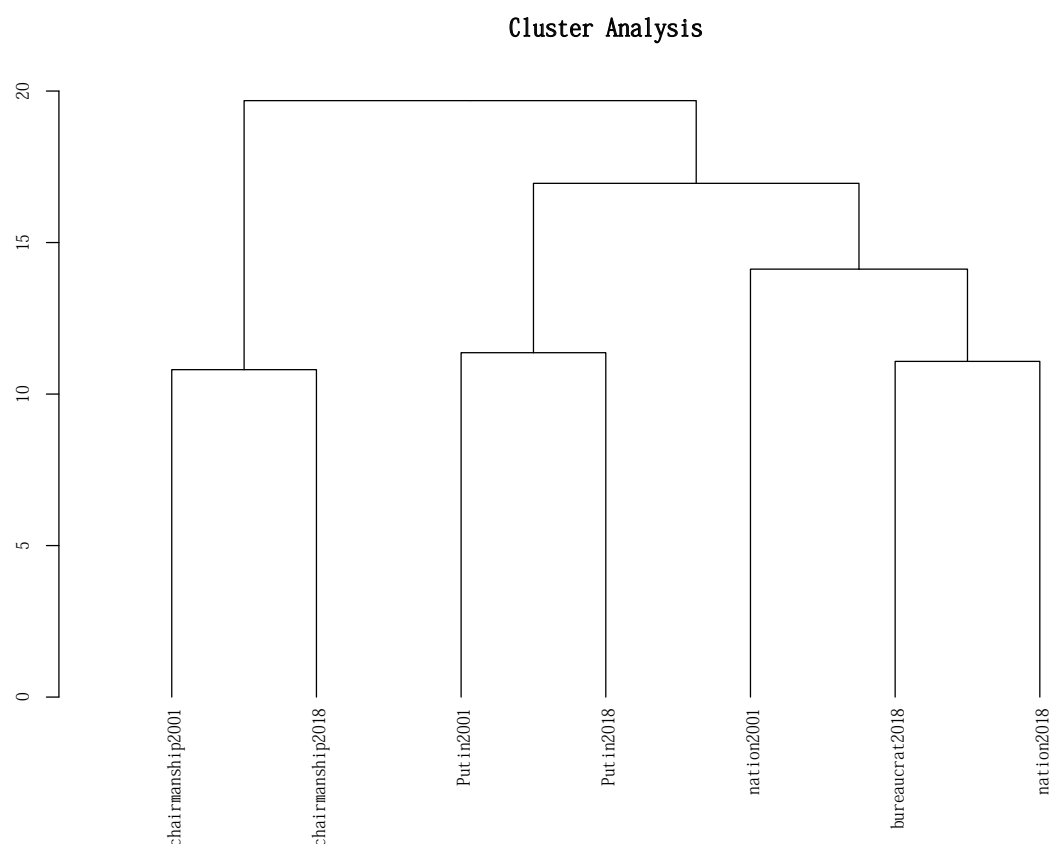 Cluster Analysis
20
15
10
5
0
chairmanship2001
chairmanship2018
Putin2001
Putin2018
nation2001
bureaucrat2018
nation2018